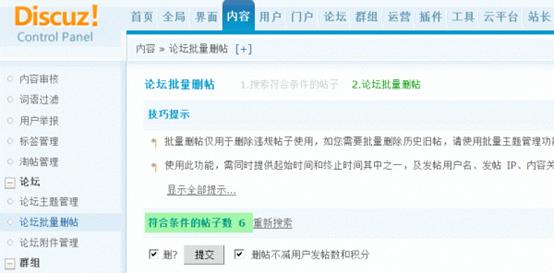 Discuz!
Control Panel
首页 全局 界面 内容 用户 门户 论坛 群组 运营 插件 工具 云平台 站长
内容 » 论坛批量删帖 [+]
内容审核
词语过滤
用户举报
标签管理
淘帖管理
论坛
论坛主题管理
论坛批量删帖
论坛附件管理
群组
论坛批量删帖 1.搜索符合条件的帖子 2.论坛批量删帖
技巧提示
批量删帖仅用于删除违规帖子使用，如您需要批量删除历史旧帖，请使用批量主题管理功
使用此功能，需同时提供起始时间和终止时间其中之一，及发帖用户名、发帖 IP、内容关
显示全部提示...
符合条件的帖子数 6 重新搜索
删? 提交 删帖不减用户发帖数和积分